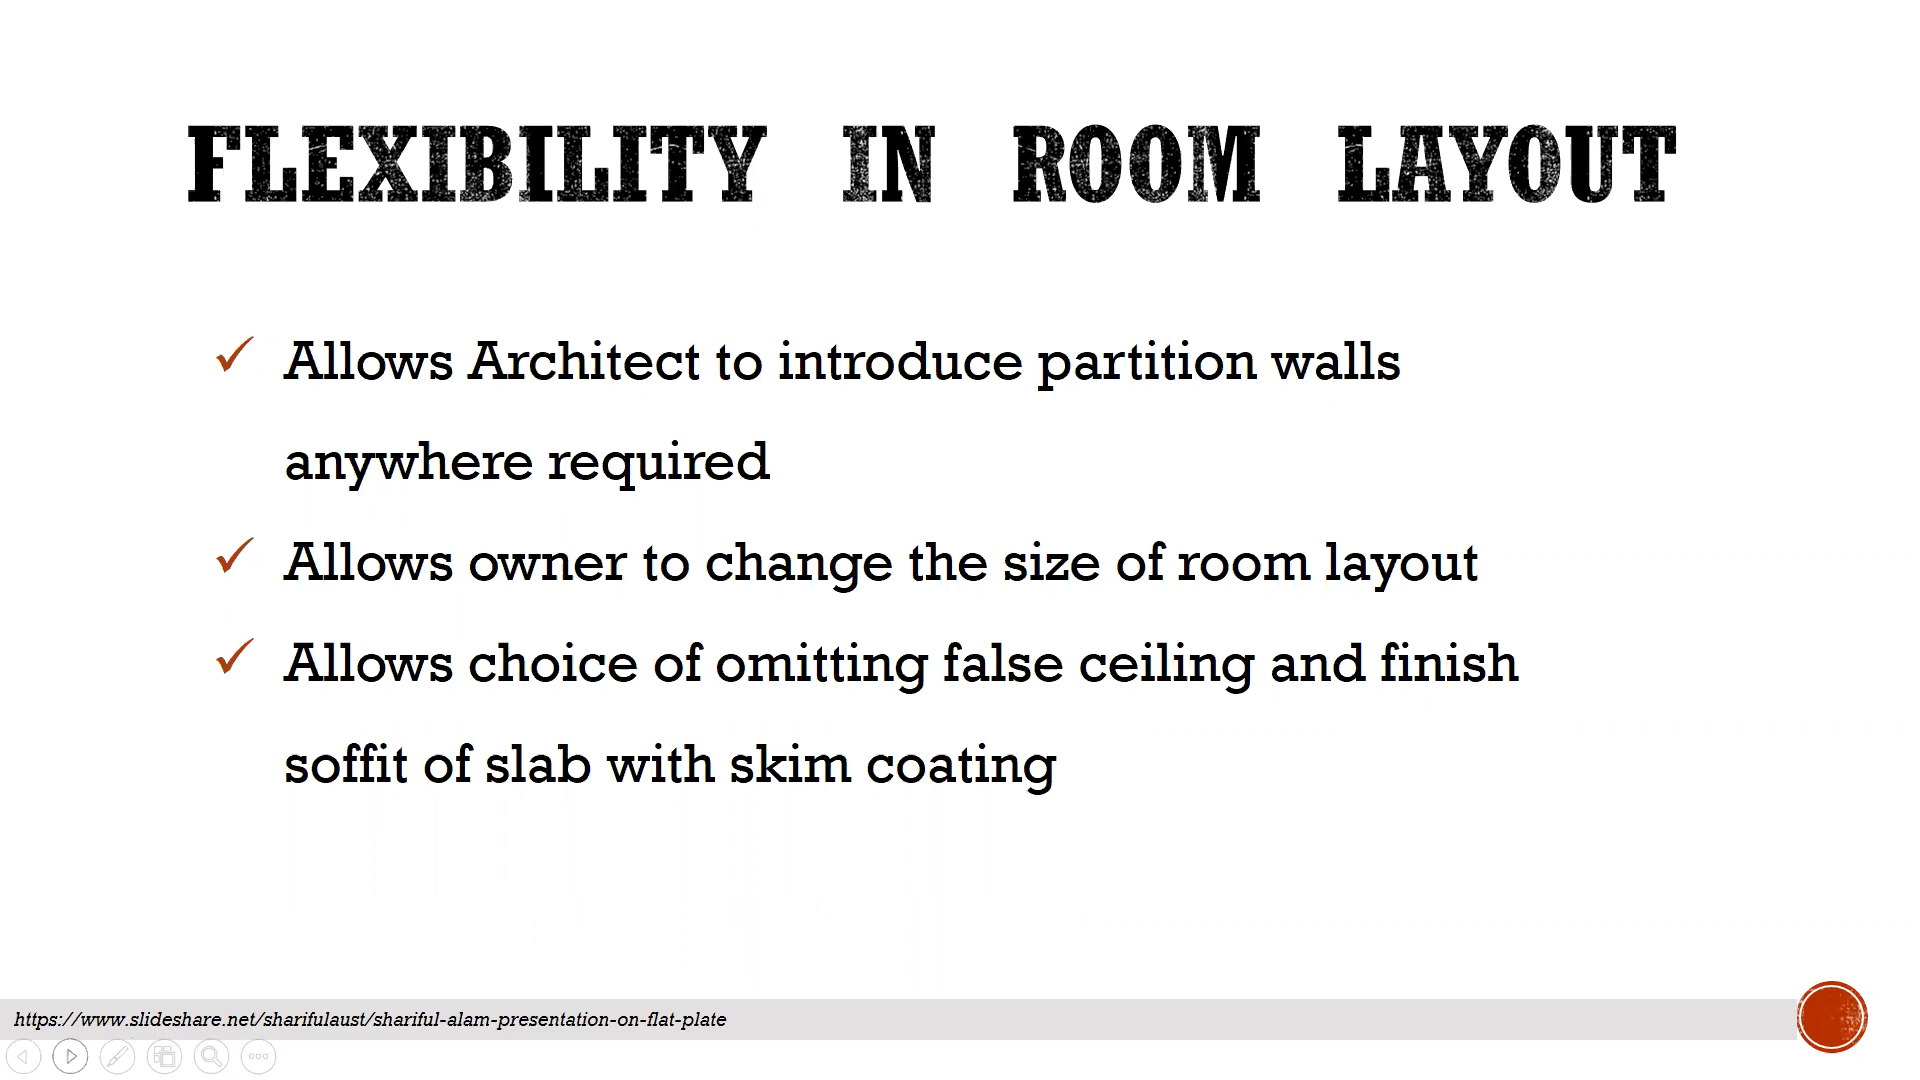 FLEXIBILITY IN ROOM LAYOUT
✓ Allows Architect to introduce partition walls
anywhere required
✓ Allows owner to change the size of room layout
✓ Allows choice of omitting false ceiling and finish
soffit of slab with skim coating
https://www.slideshare.net/sharifulaust/shariful-alam-presentation-on-flat-plate